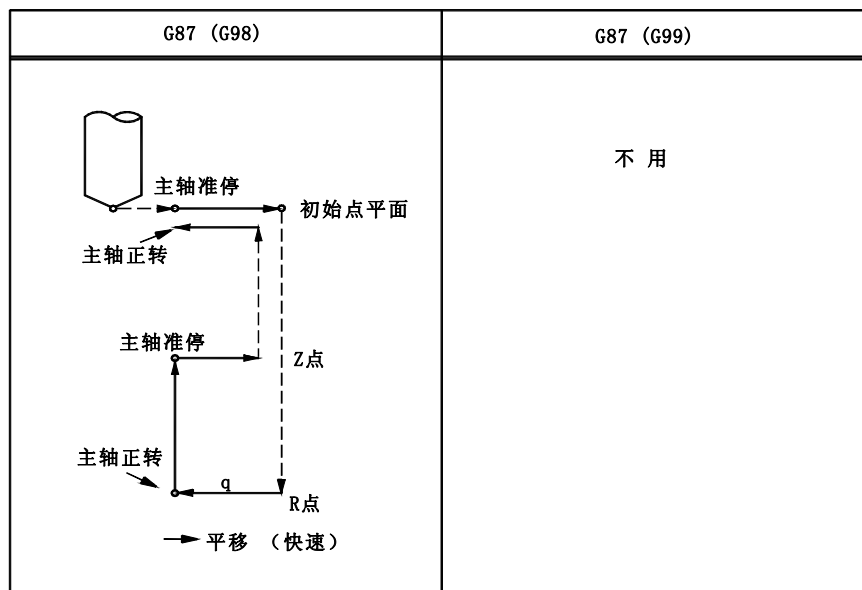 G87 (G98)
G87 (G99)
不 用
主轴准停
初始点平面
主轴正转
主轴准停
Z点
主轴正转
q
R点
平移 （快速）